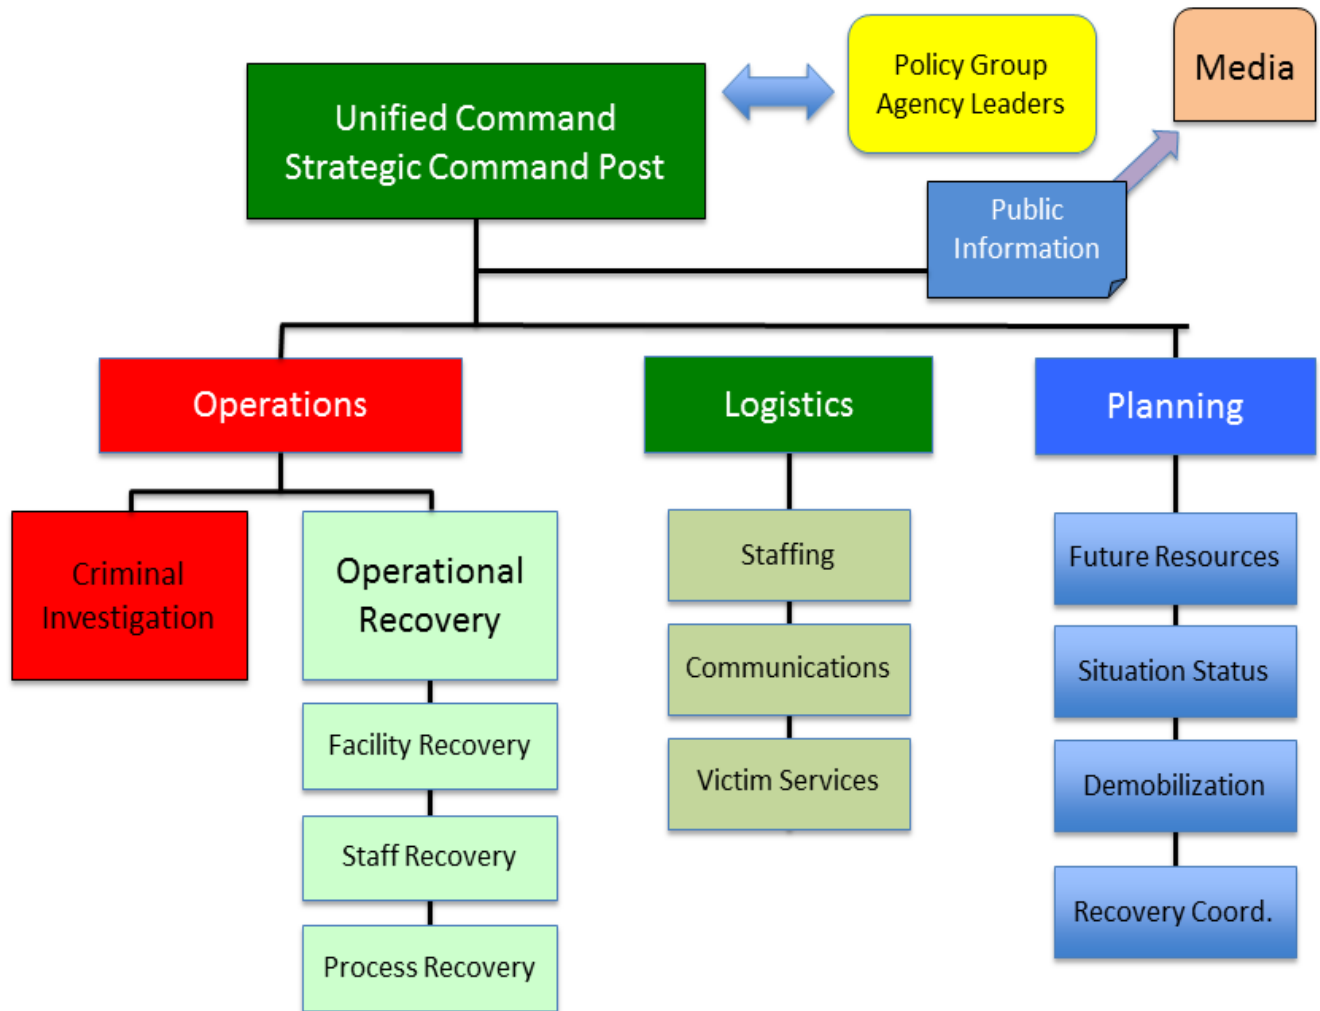 Unified Command
Strategic Command Post
Policy Group
Agency Leaders
Media
Public
Information
Operations
Logistics
Planning
Criminal
Investigation
Operational
Recovery
Facility Recovery
Staff Recovery
Process Recovery
Staffing
Communications
Victim Services
Future Resources
Situation Status
Demobilization
Recovery Coord.